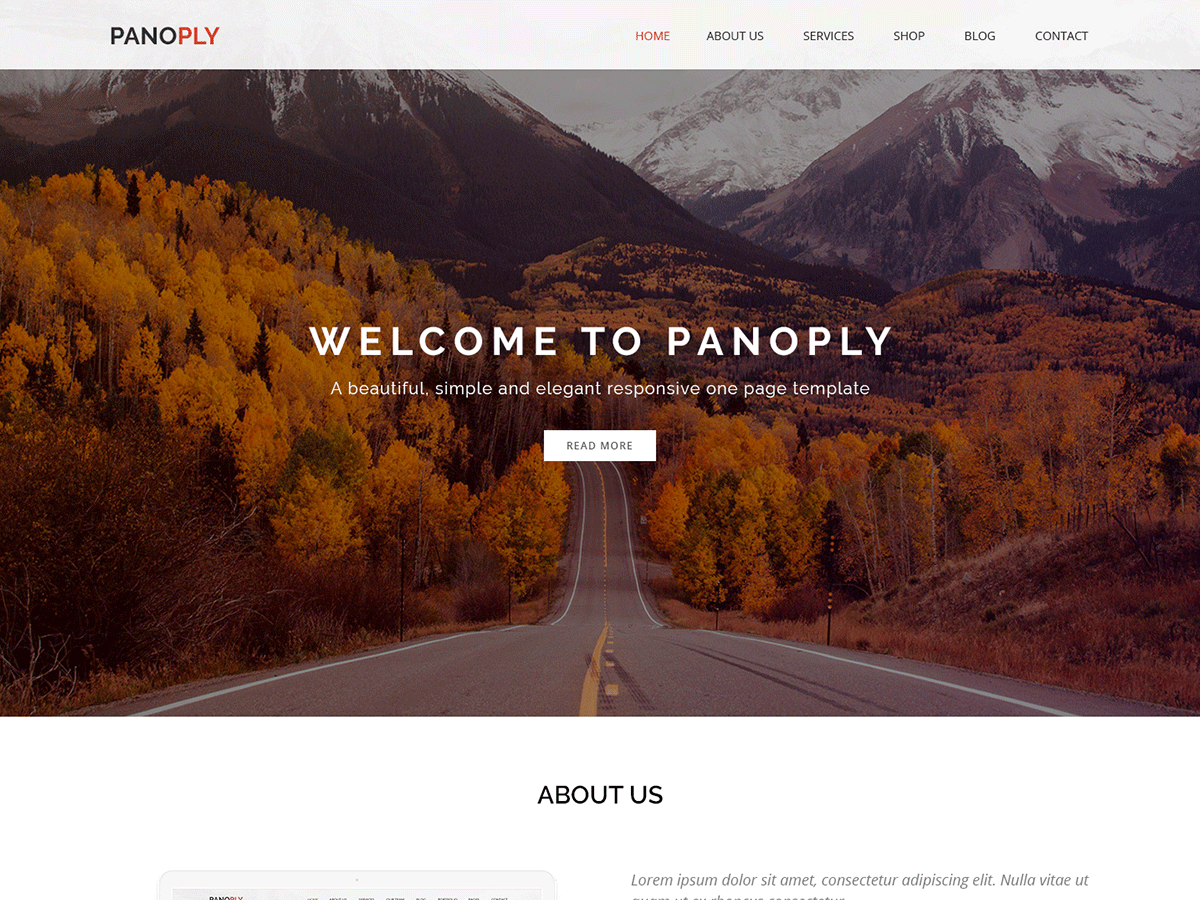 PANOPLY
HOME ABOUT US SERVICES SHOP BLOG CONTACT
WELCOME TO PANOPLY
A beautiful, simple and elegant responsive one page template
READ MORE
ABOUT US
PANOPLY
Lorem ipsum dolor sit amet, consectetur adipiscing elit. Nulla vitae ut